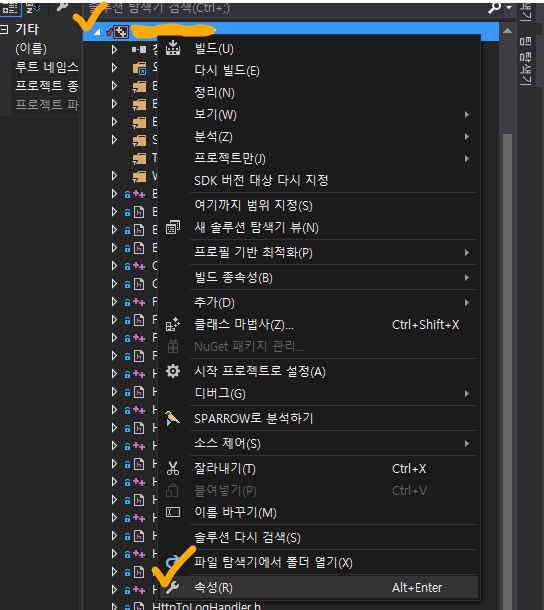 솔루션 탐색기 검색(Ctrl+;)
기타
(이름)
루트 네임스
프로젝트 종
프로젝트 파
빌드(U)
다시 빌드(E)
정리(N)
보기(W)
분석(Z)
프로젝트만(J)
SDK 버전 대상 다시 지정
여기까지 범위 지정(S)
새 솔루션 탐색기 뷰(N)
프로필 기반 최적화(P)
빌드 종속성(B)
추가(D)
클래스 마법사(Z)... Ctrl+Shift+X
NuGet 패키지 관리...
시작 프로젝트로 설정(A)
디버그(G)
SPARROW로 분석하기
소스 제어(S)
잘라내기(T) Ctrl+X
붙여넣기(P) Ctrl+V
이름 바꾸기(M)
솔루션 다시 검색(S)
파일 탐색기에서 폴더 열기(X)
속성(R) Alt+Enter
HttpToLogHandler.h
팀 탐색기